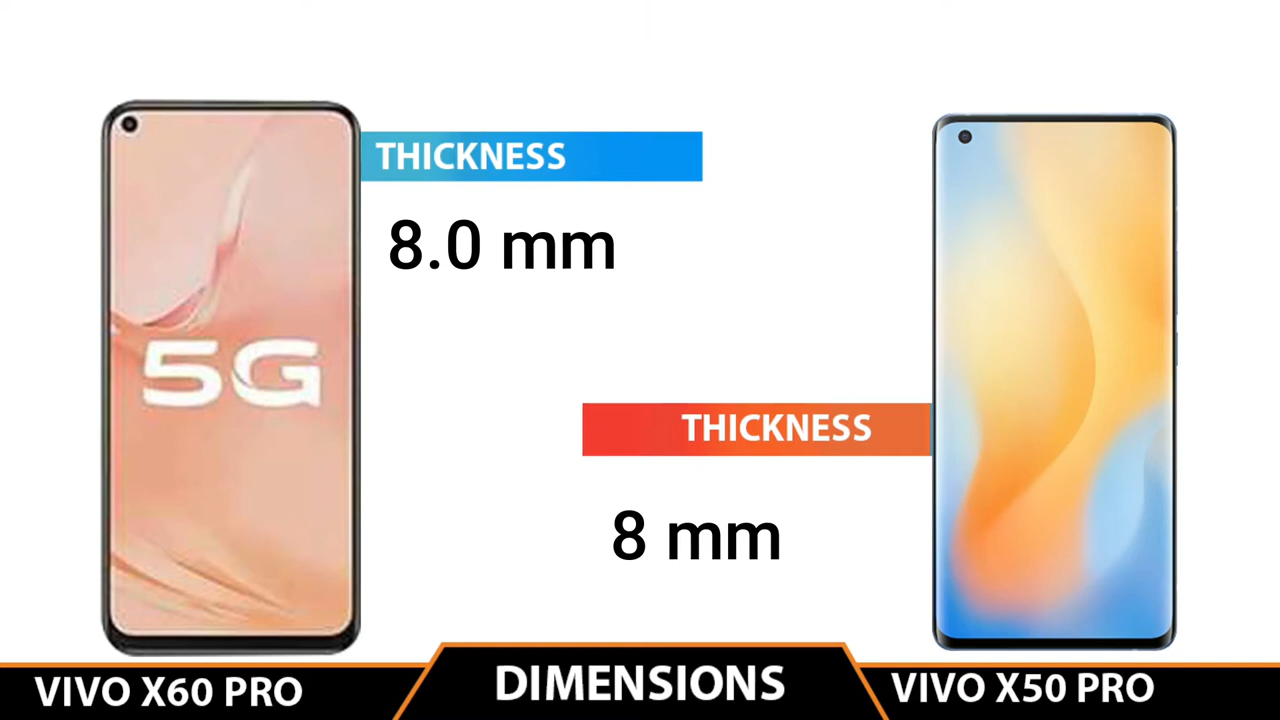 THICKNESS
8.0 mm
5G
THICKNESS
8 mm
VIVO X60 PRO
DIMENSIONS
VIVO X50 PRO